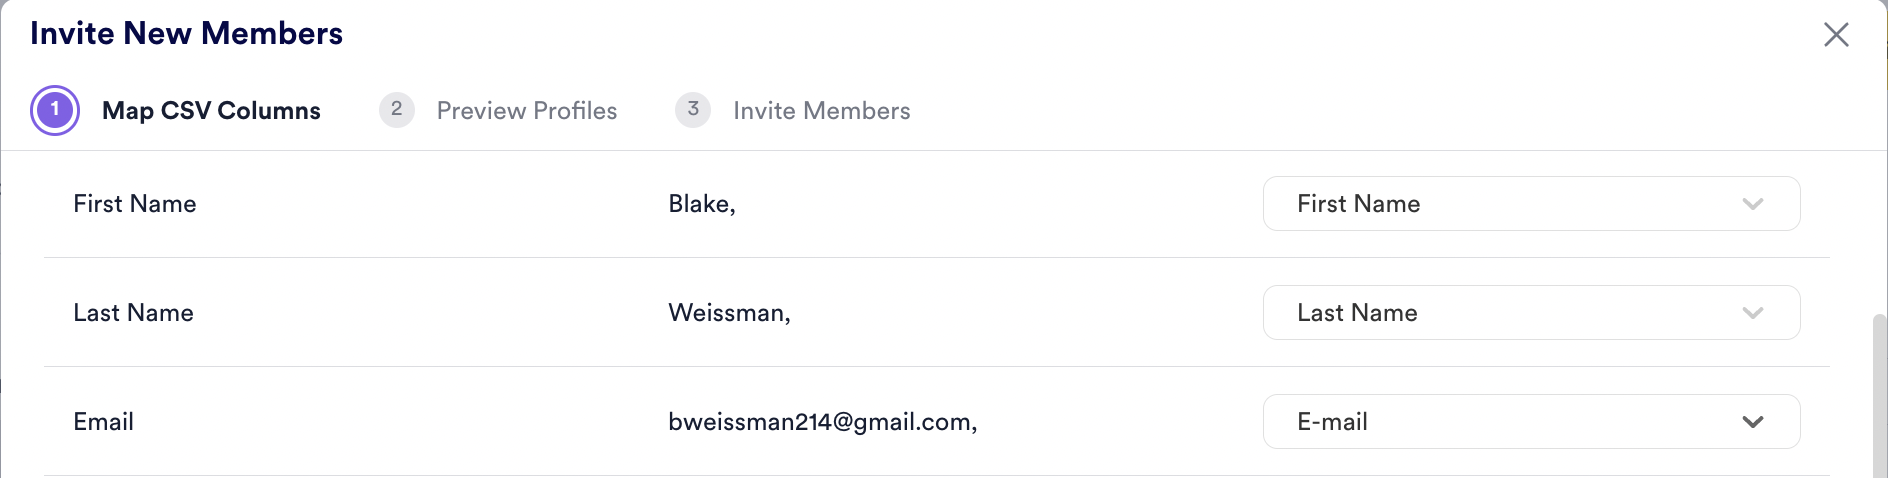 Invite New Members
1 Map CSV Columns 2 Preview Profiles 3 Invite Members
First Name Blake, First Name
Last Name Weissman, Last Name
Email bweissman214@gmail.com, E-mail